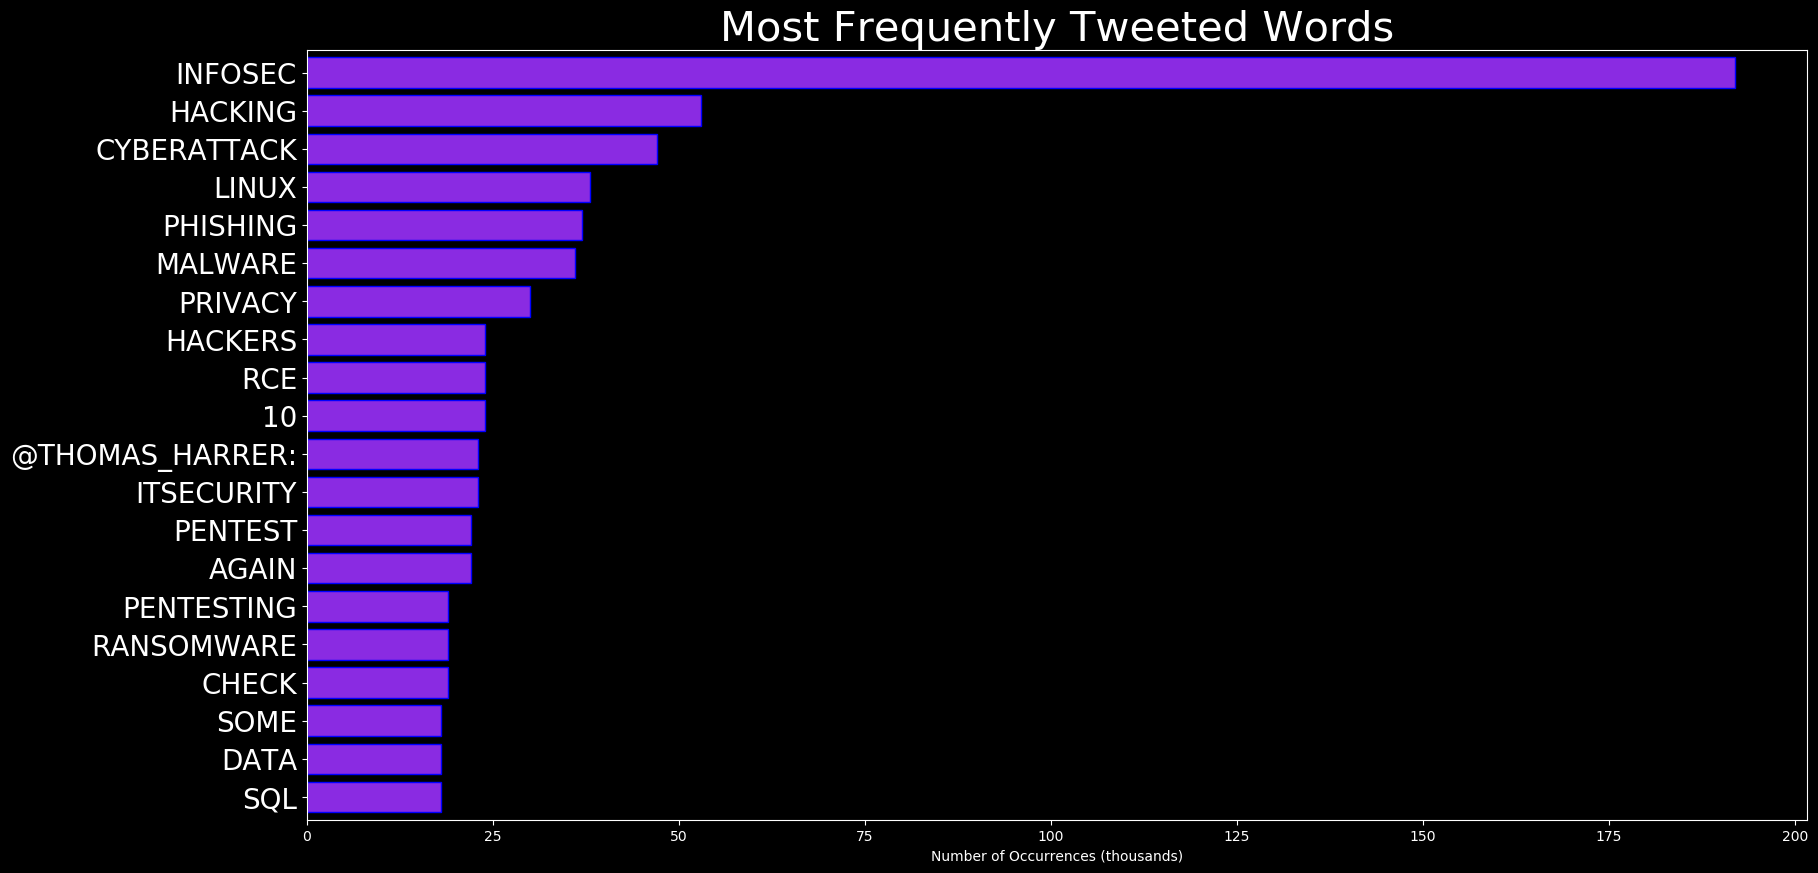 Most Frequently Tweeted Words
INFOSEC
HACKING
CYBERATTACK
LINUX
PHISHING
MALWARE
PRIVACY
HACKERS
RCE
10
@THOMAS_HARRER:
ITSECURITY
PENTEST
AGAIN
PENTESTING
RANSOMWARE
CHECK
SOME
DATA
SQL
0 25 50 75 100 125 150 175 200
Number of Occurrences (thousands)